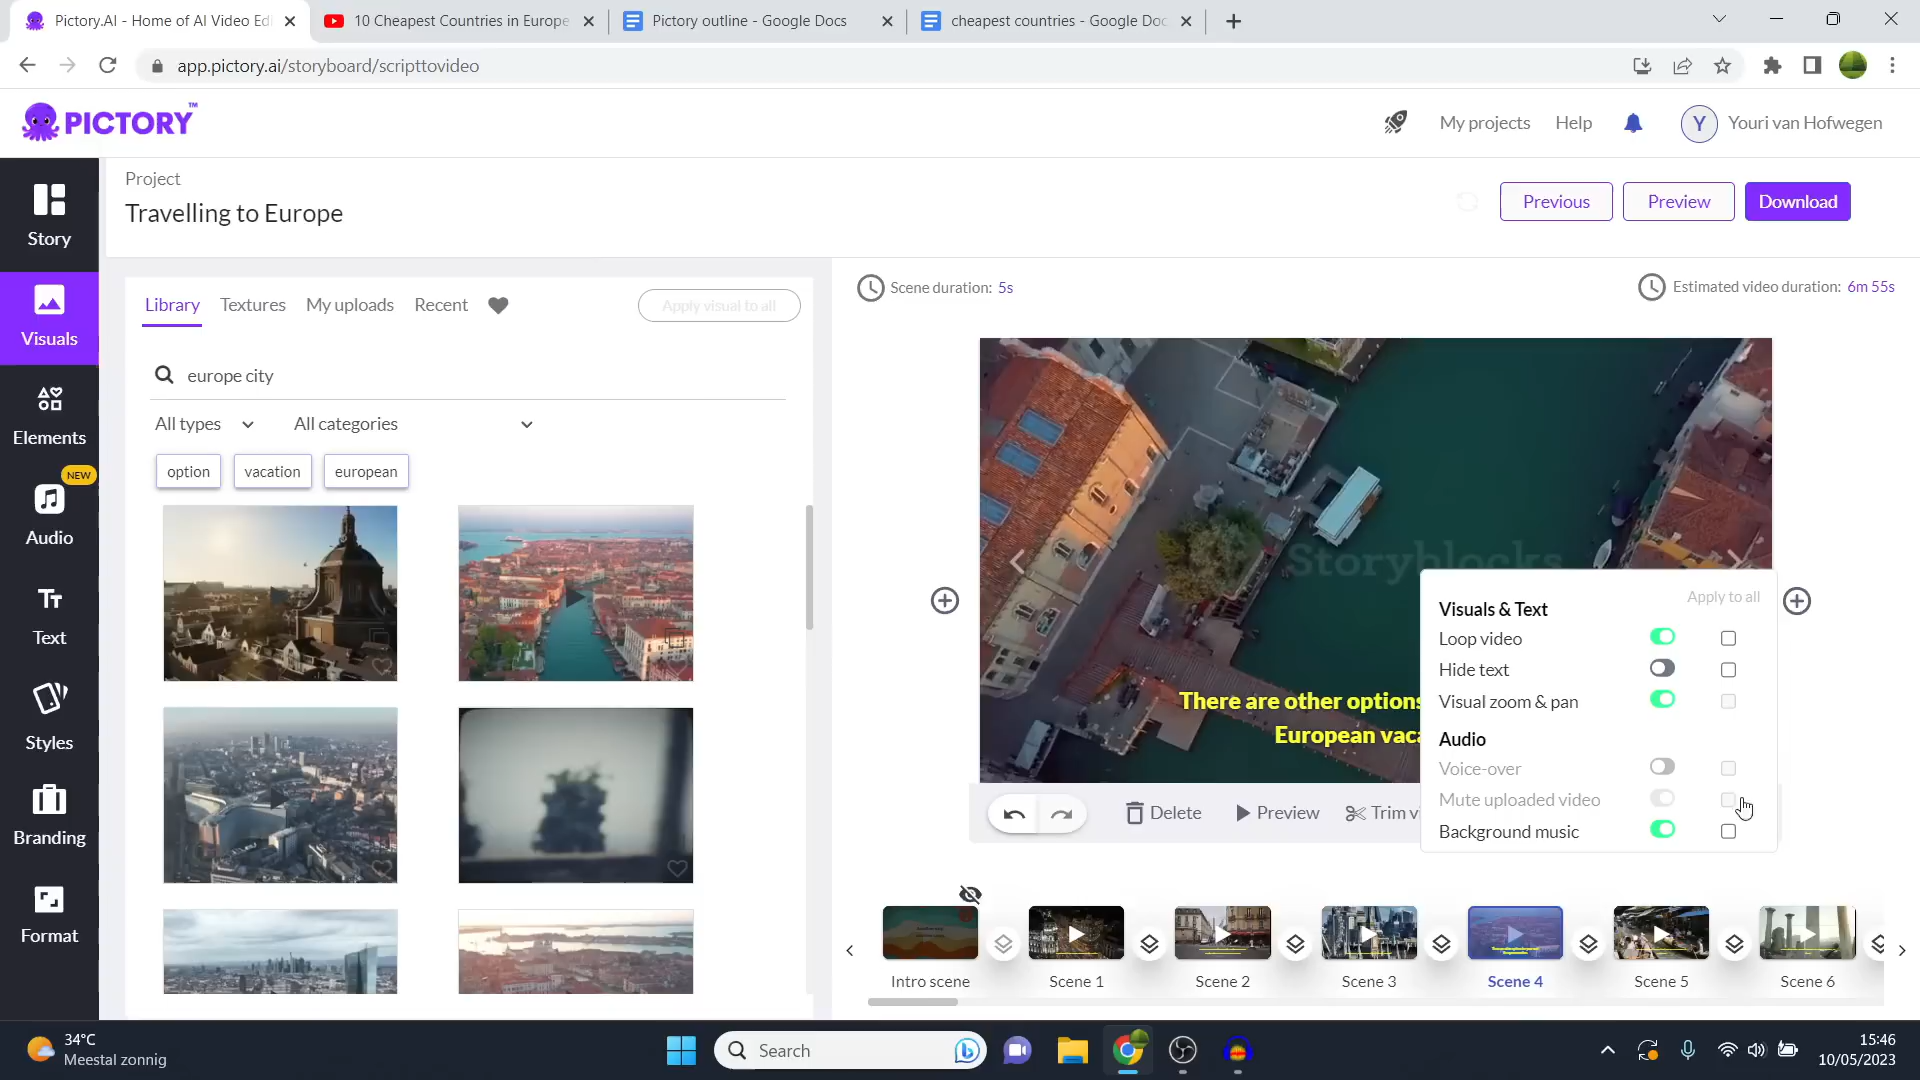 Pictory.AI - Home of AI Video Edi
10 Cheapest Countries in Europe
Pictory outline - Google Docs
cheapest countries - Google Doc
app.pictory.ai/storyboard/scripttovideo
PICTORY™
My projects
Help
Y
Youri van Hofwegen
Project
Travelling to Europe
Previous
Preview
Download
Story
Visuals
Elements
NEW
Audio
Text
Styles
Branding
Format
Library
Textures
My uploads
Recent
Apply visual to all
europe city
All types
All categories
option
vacation
european
Scene duration: 5s
Estimated video duration: 6m 55s
Storyblocks
There are other options
European vaca
Apply to all
Visuals & Text
Loop video
Hide text
Visual zoom & pan
Audio
Voice-over
Mute uploaded video
Background music
Delete
Preview
Trim v
Intro scene
Scene 1
Scene 2
Scene 3
Scene 4
Scene 5
Scene 6
34°C
Meestal zonnig
Search
15:46
10/05/2023